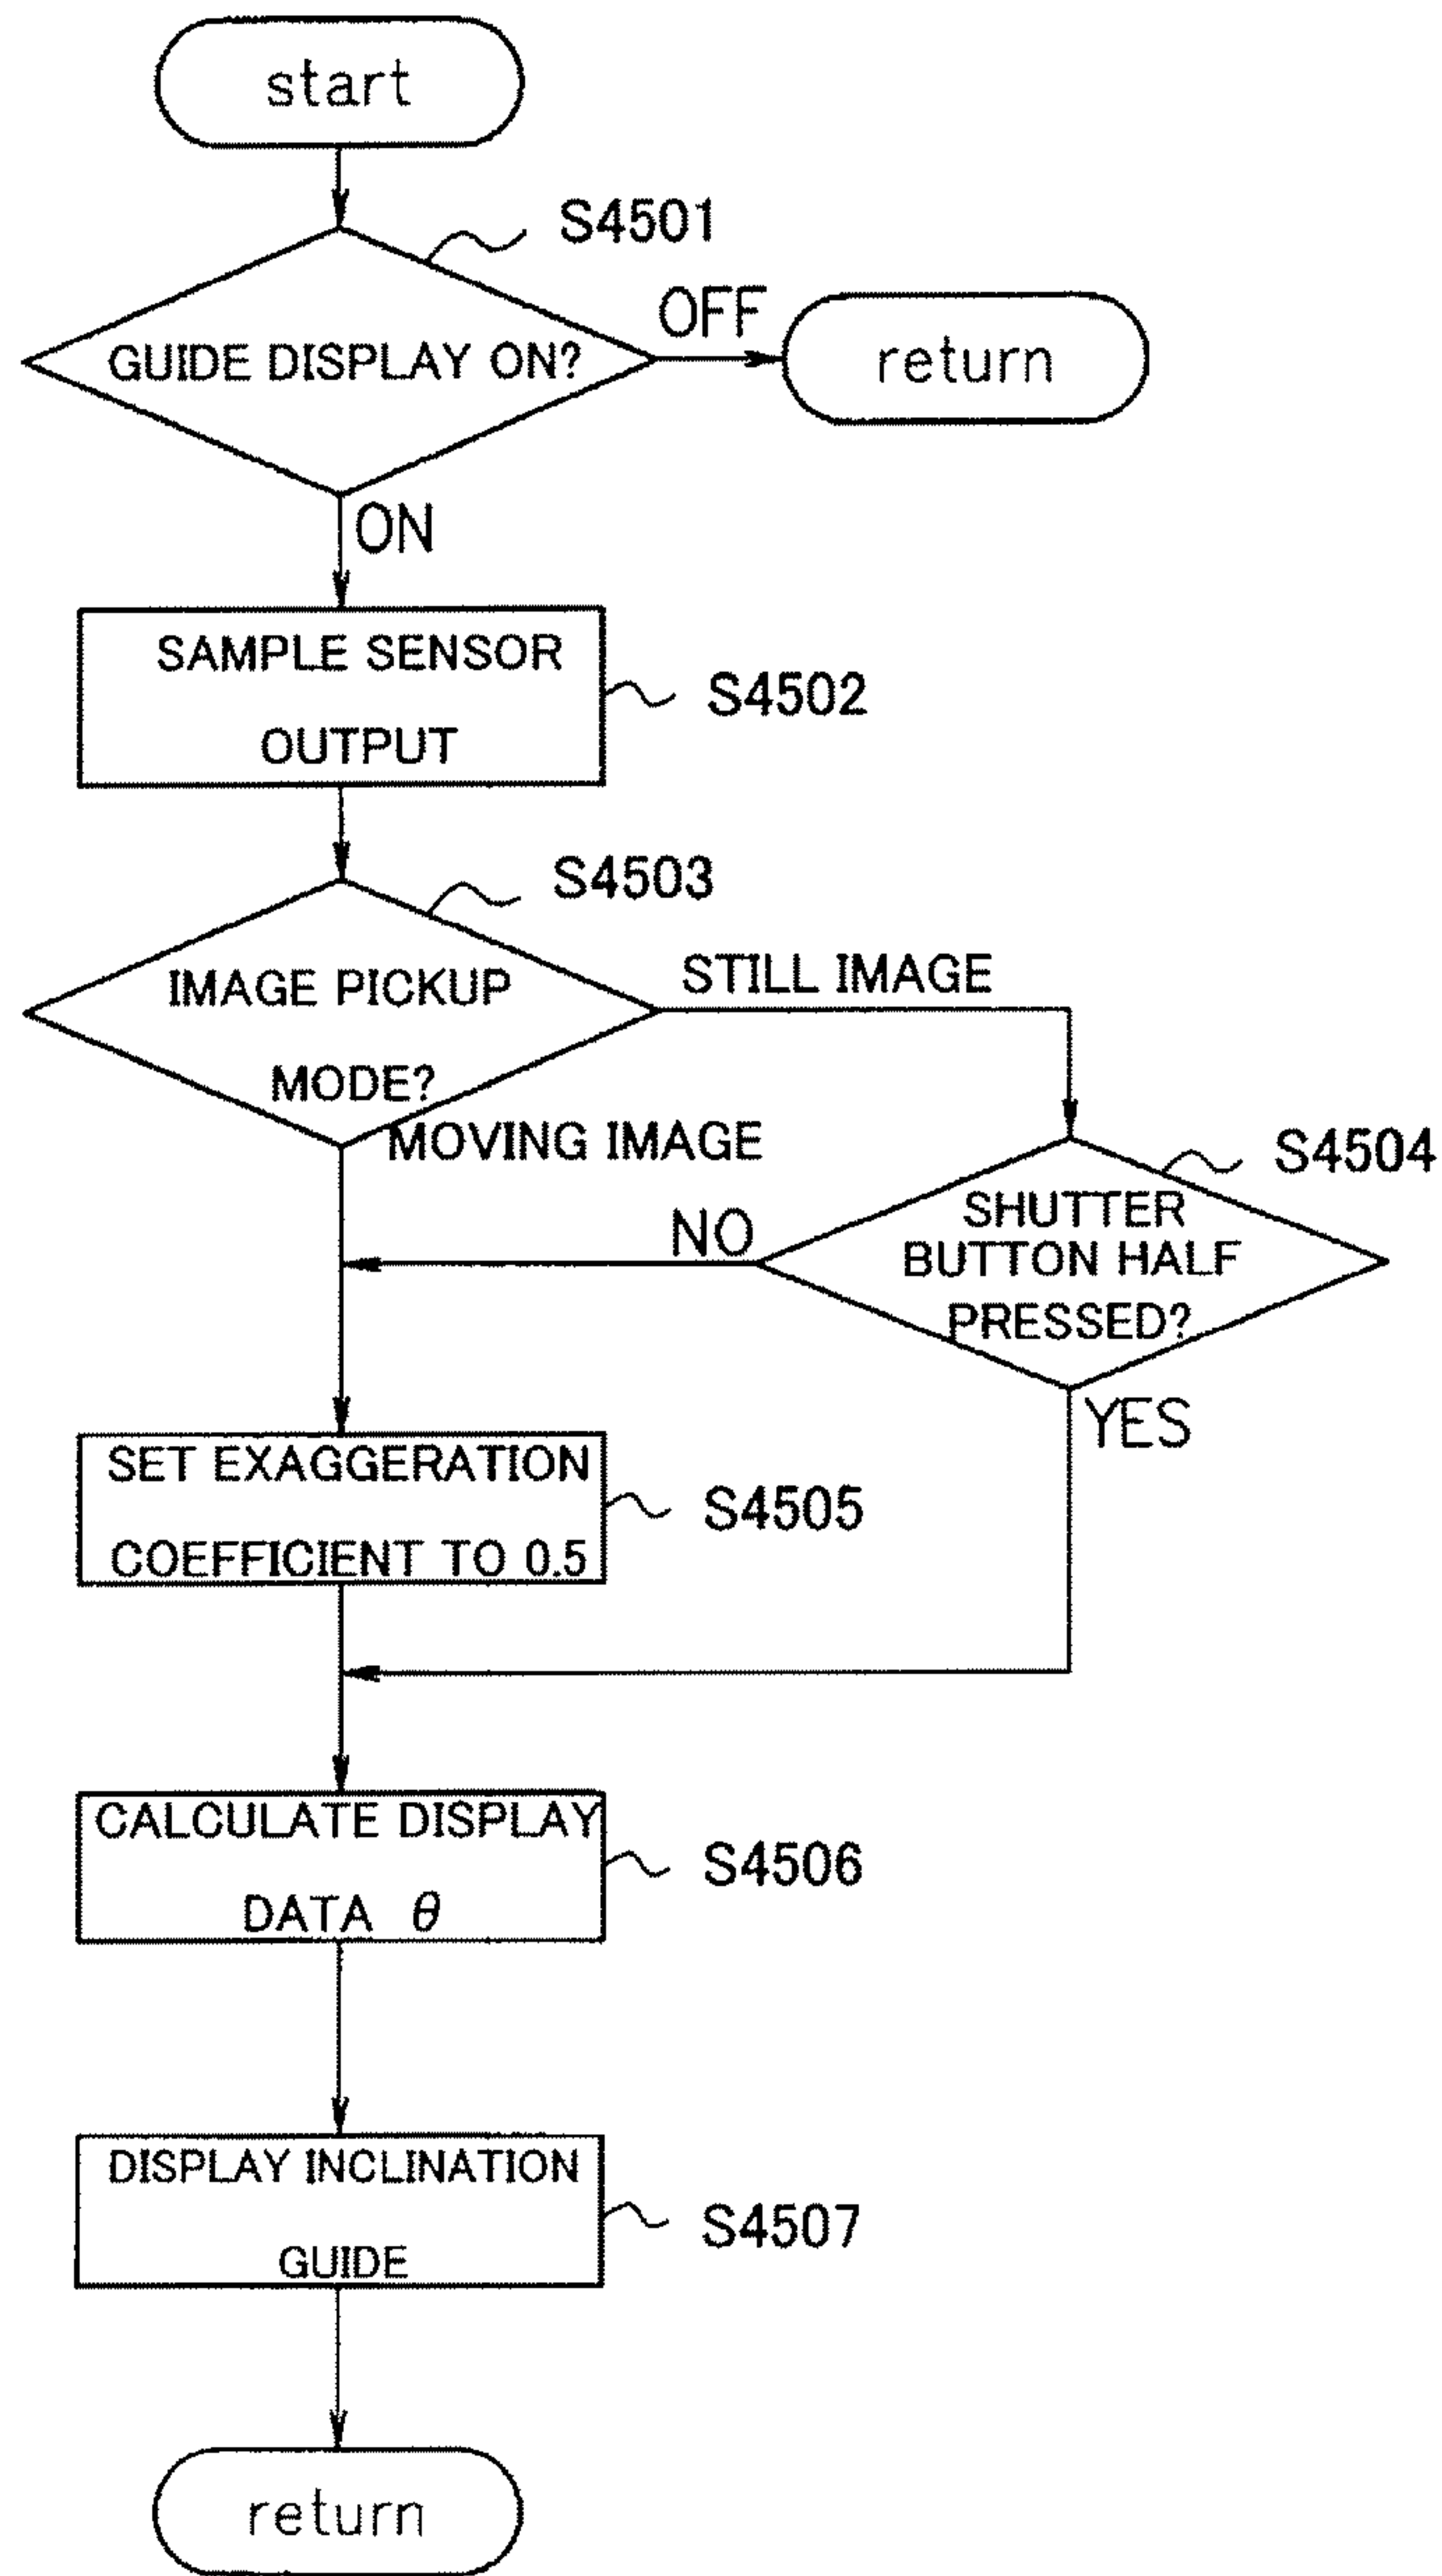 start
S4501
GUIDE DISPLAY ON?
OFF
return
ON
SAMPLE SENSOR
OUTPUT
S4502
S4503
IMAGE PICKUP
MODE?
STILL IMAGE
MOVING IMAGE
S4504
SHUTTER
BUTTON HALF
PRESSED?
NO
YES
SET EXAGGERATION
COEFFICIENT TO 0.5
S4505
CALCULATE DISPLAY
DATA θ
S4506
DISPLAY INCLINATION
GUIDE
S4507
return